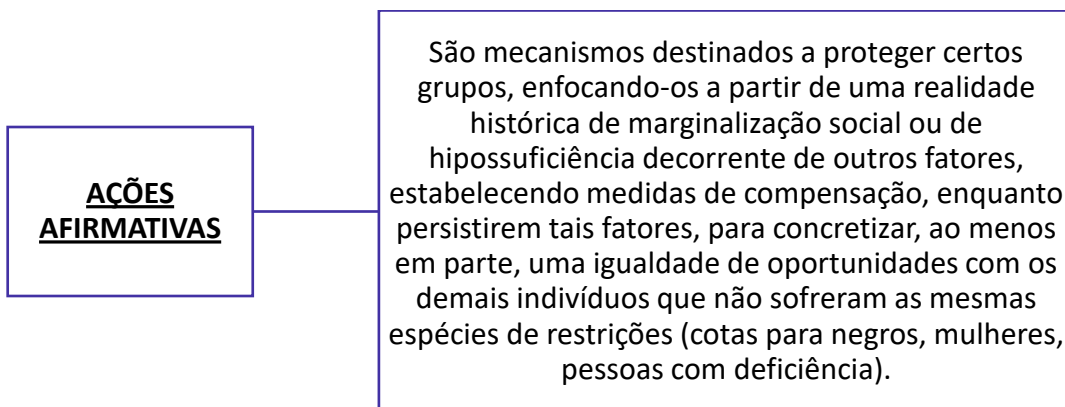 AÇÕES
AFIRMATIVAS
São mecanismos destinados a proteger certos
grupos, enfocando-os a partir de uma realidade
histórica de marginalização social ou de
hipossuficiência decorrente de outros fatores,
estabelecendo medidas de compensação, enquanto
persistirem tais fatores, para concretizar, ao menos
em parte, uma igualdade de oportunidades com os
demais indivíduos que não sofreram as mesmas
espécies de restrições (cotas para negros, mulheres,
pessoas com deficiência).